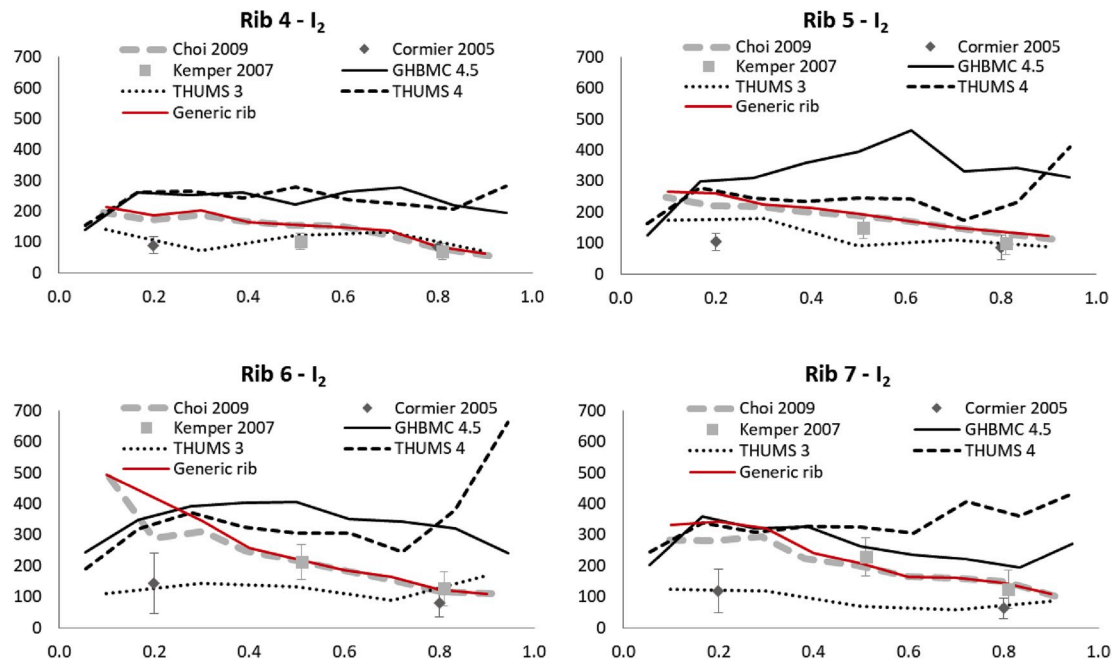 Rib 4 - I2
700
600
500
400
300
200
100
0
0.0 0.2 0.4 0.6 0.8 1.0
Choi 2009 Cormier 2005
Kemper 2007 GHBMC 4.5
THUMS 3 THUMS 4
Generic rib
Rib 5 - I2
700
600
500
400
300
200
100
0
0.0 0.2 0.4 0.6 0.8 1.0
Choi 2009 Cormier 2005
Kemper 2007 GHBMC 4.5
THUMS 3 THUMS 4
Generic rib
Rib 6 - I2
700
600
500
400
300
200
100
0
0.0 0.2 0.4 0.6 0.8 1.0
Choi 2009 Cormier 2005
Kemper 2007 GHBMC 4.5
THUMS 3 THUMS 4
Generic rib
Rib 7 - I2
700
600
500
400
300
200
100
0
0.0 0.2 0.4 0.6 0.8 1.0
Choi 2009 Cormier 2005
Kemper 2007 GHBMC 4.5
THUMS 3 THUMS 4
Generic rib